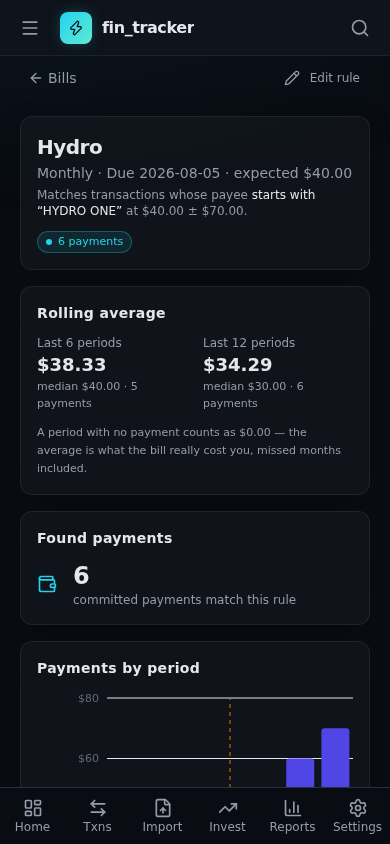 fin_tracker
Bills
Edit rule
Hydro
Monthly · Due 2026-08-05 · expected $40.00
Matches transactions whose payee starts with
“HYDRO ONE” at $40.00 ± $70.00.
6 payments
Rolling average
Last 6 periods
$38.33
median $40.00 · 5
payments
Last 12 periods
$34.29
median $30.00 · 6
payments
A period with no payment counts as $0.00 — the
average is what the bill really cost you, missed months
included.
Found payments
6
committed payments match this rule
Payments by period
$80
$60
Home
Txns
Import
Invest
Reports
Settings